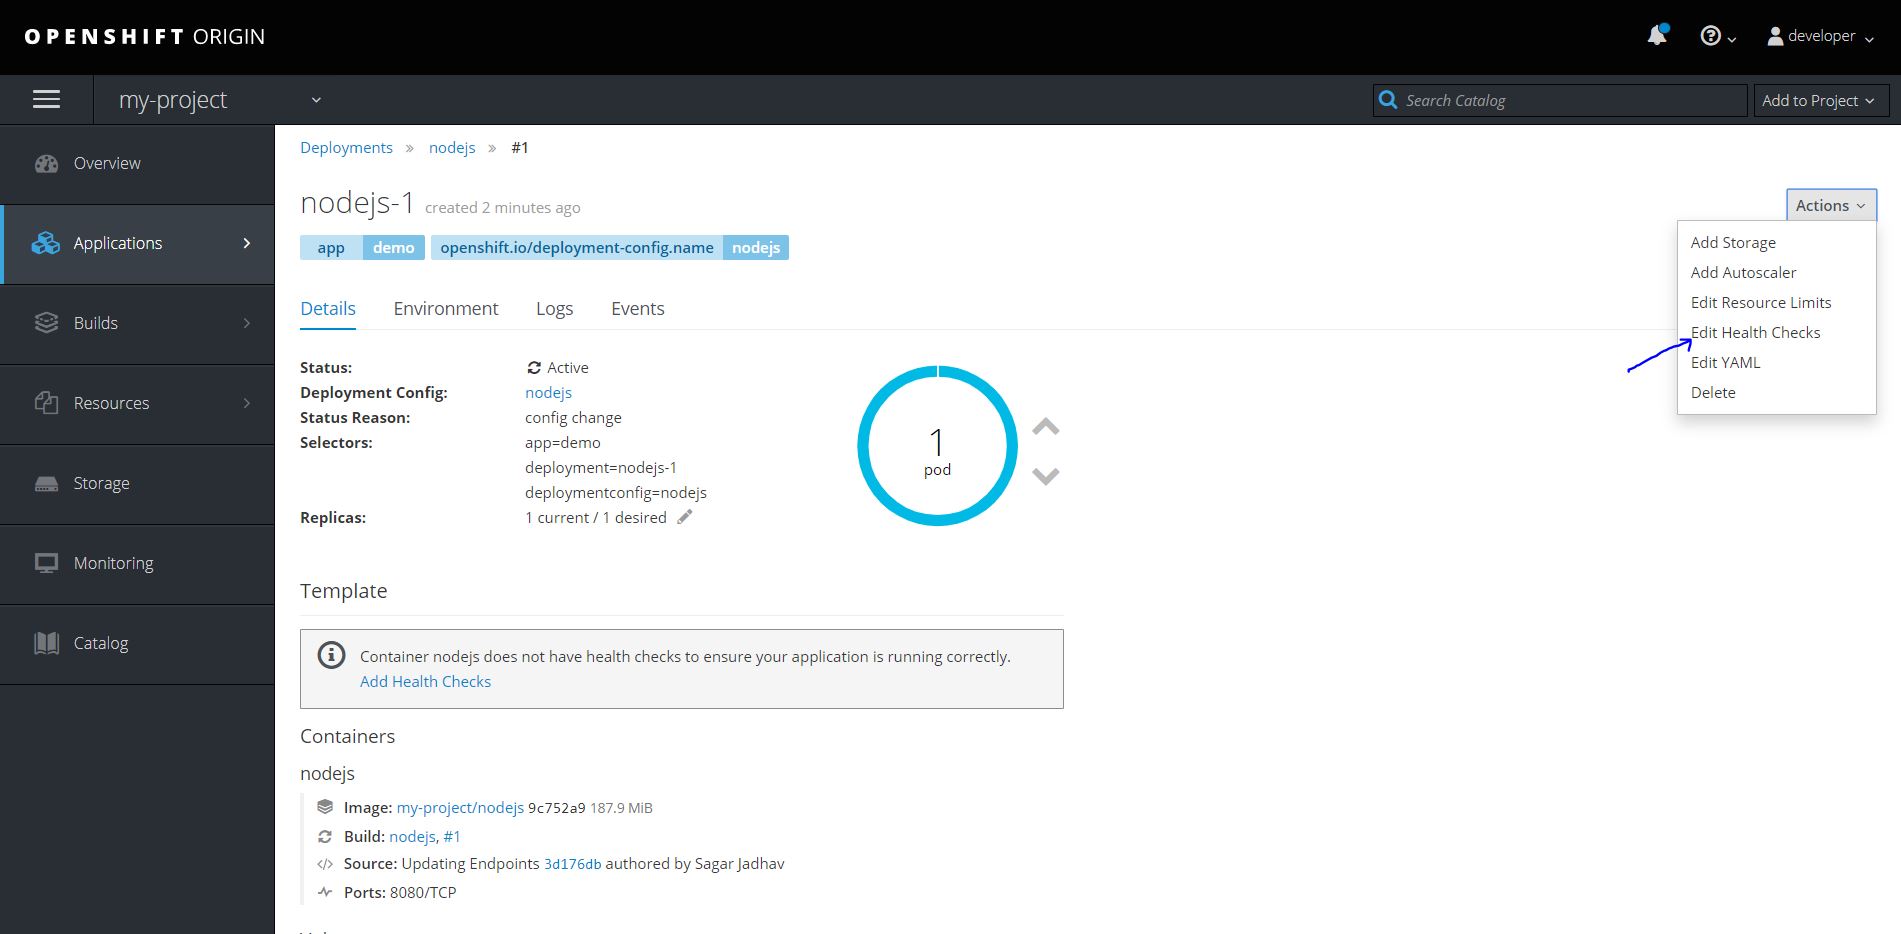 OPENSHIFT ORIGIN
developer
my-project
Search Catalog
Add to Project
Overview
Applications
Builds
Resources
Storage
Monitoring
Catalog
Deployments » nodejs » #1
nodejs-1 created 2 minutes ago
app demo openshift.io/deployment-config.name nodejs
Actions
Add Storage
Add Autoscaler
Edit Resource Limits
Edit Health Checks
Edit YAML
Delete
Details Environment Logs Events
Status: Active
Deployment Config: nodejs
Status Reason: config change
Selectors: app=demo
deployment=nodejs-1
deploymentconfig=nodejs
Replicas: 1 current / 1 desired
1
pod
Template
Container nodejs does not have health checks to ensure your application is running correctly.
Add Health Checks
Containers
nodejs
Image: my-project/nodejs 9c752a9 187.9 MiB
Build: nodejs, #1
Source: Updating Endpoints 3d176db authored by Sagar Jadhav
Ports: 8080/TCP